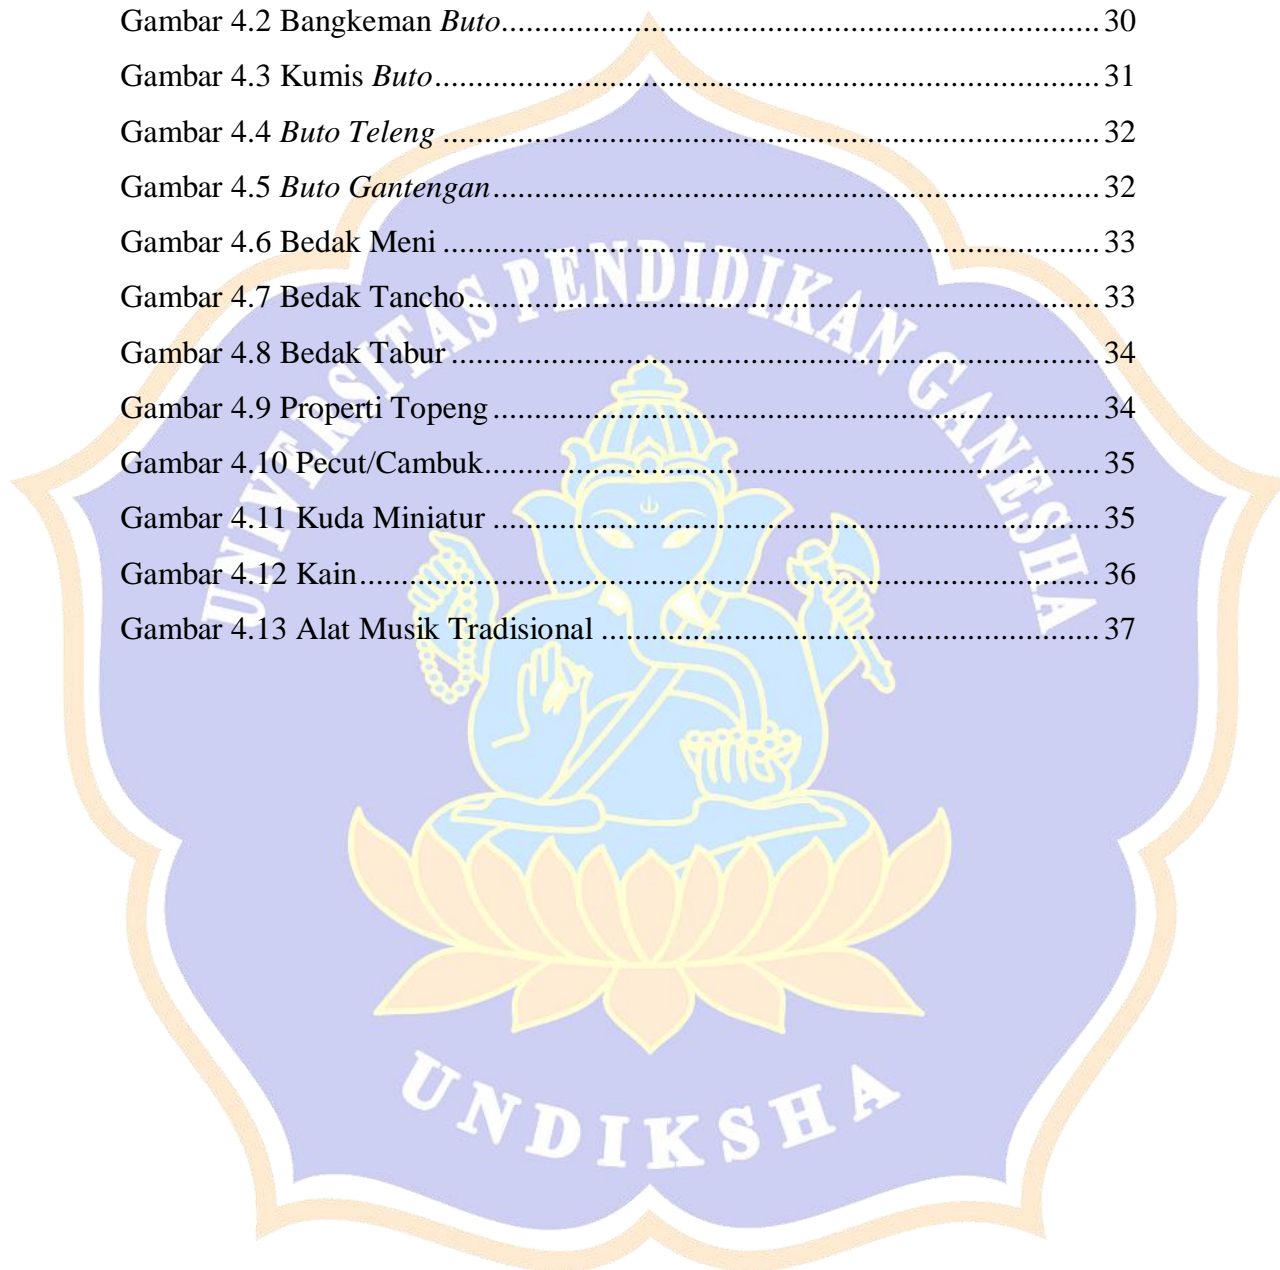 Gambar 4.2 Bangkeman Buto.......................................................................................... 30
Gambar 4.3 Kumis Buto.................................................................................................. 31
Gambar 4.4 Buto Teleng ................................................................................................. 32
Gambar 4.5 Buto Gantengan........................................................................................... 32
Gambar 4.6 Bedak Meni ................................................................................................. 33
Gambar 4.7 Bedak Tancho.............................................................................................. 33
Gambar 4.8 Bedak Tabur ................................................................................................ 34
Gambar 4.9 Properti Topeng ........................................................................................... 34
Gambar 4.10 Pecut/Cambuk............................................................................................ 35
Gambar 4.11 Kuda Miniatur ........................................................................................... 35
Gambar 4.12 Kain............................................................................................................ 36
Gambar 4.13 Alat Musik Tradisional .............................................................................. 37
UNIVERSITAS PENDIDIKAN GANESHA
UNDIKSHA